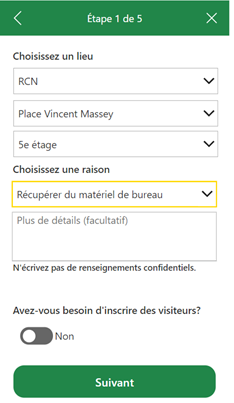 Étape 1 de 5
Choisissez un lieu
RCN
Place Vincent Massey
5e étage
Choisissez une raison
Récupérer du matériel de bureau
Plus de détails (facultatif)
N'écrivez pas de renseignements confidentiels.
Avez-vous besoin d'inscrire des visiteurs?
Non
Suivant